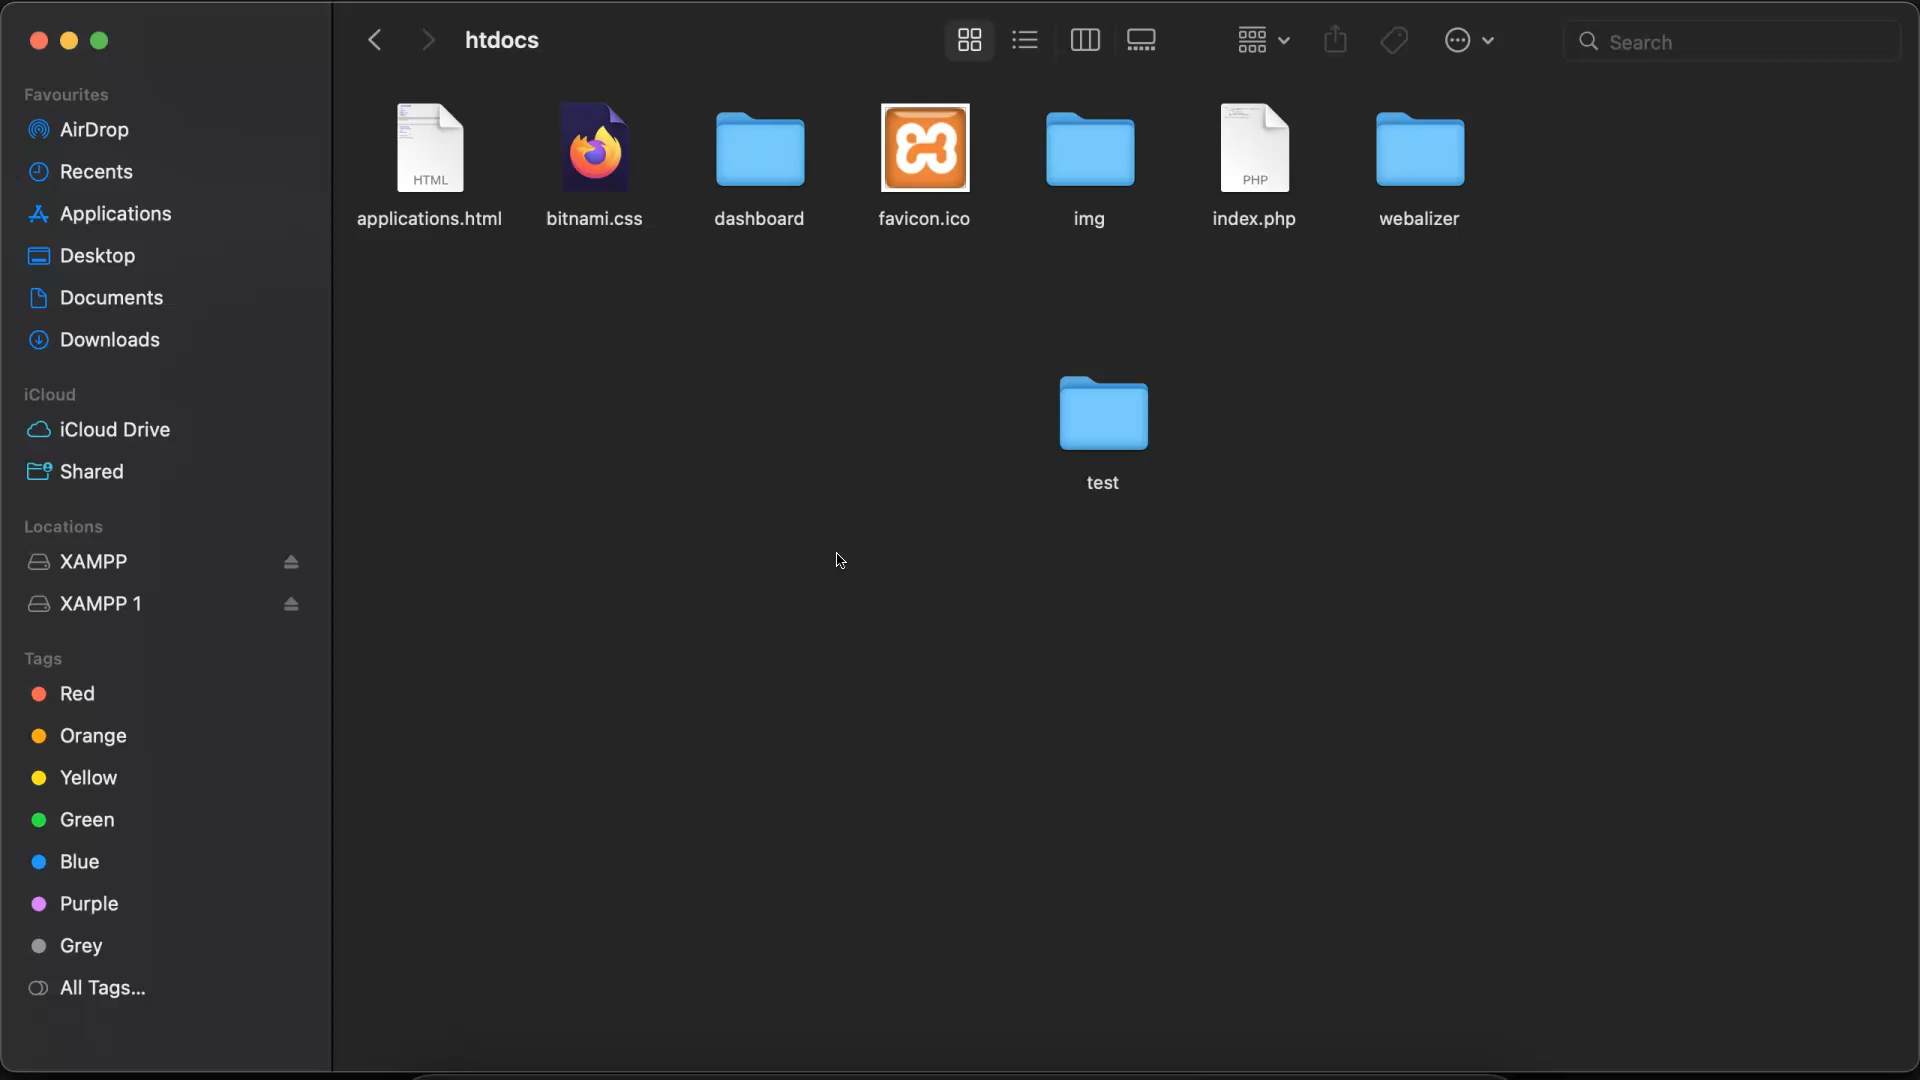 htdocs
Search
Favourites
AirDrop
Recents
Applications
Desktop
Documents
Downloads
iCloud
iCloud Drive
Shared
Locations
XAMPP
XAMPP 1
Tags
Red
Orange
Yellow
Green
Blue
Purple
Grey
All Tags...
HTML
PHP
applications.html
bitnami.css
dashboard
favicon.ico
img
index.php
webalizer
test